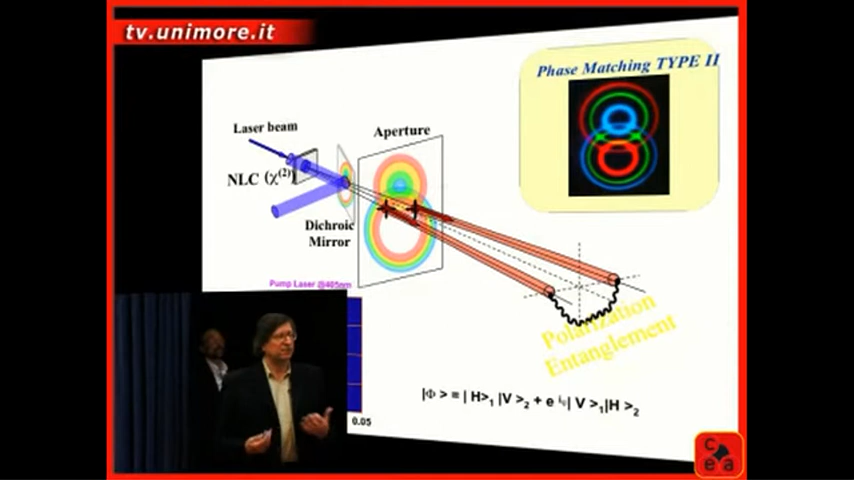 tv.unimore.it
Phase Matching TYPE II
Laser beam
Aperture
NLC (χ(2))
Dichroic
Mirror
Pump Laser @405nm
Polarization
Entanglement
|Φ > = | H>1 |V >2 + e iφ| V >1|H >2
0.05
c
e a